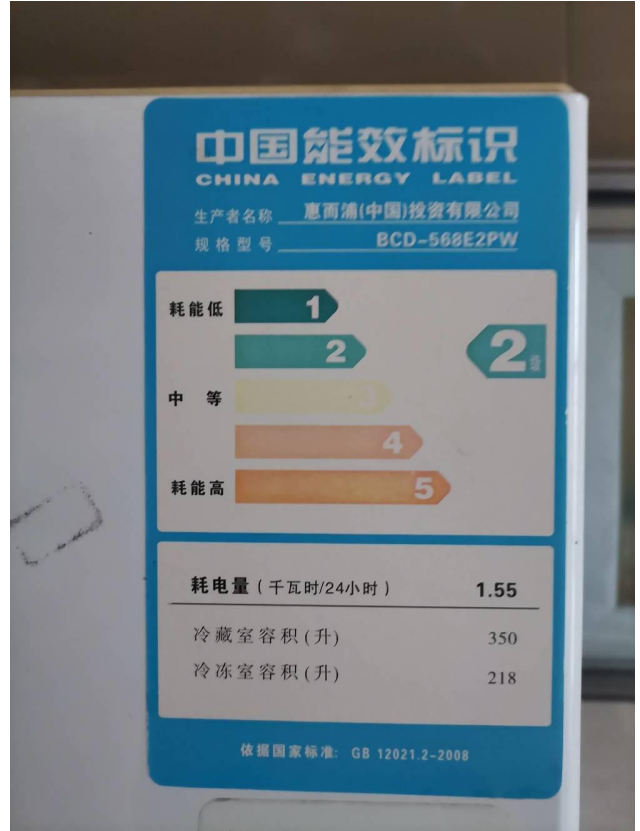 中国能效标识
CHINA ENERGY LABEL
生产者名称 惠而浦(中国)投资有限公司
规格型号 BCD-568E2PW
耗能低 1
2 2级
中等 3
4
耗能高 5
耗电量(千瓦时/24小时) 1.55
冷藏室容积(升) 350
冷冻室容积(升) 218
依据国家标准: GB 12021.2-2008